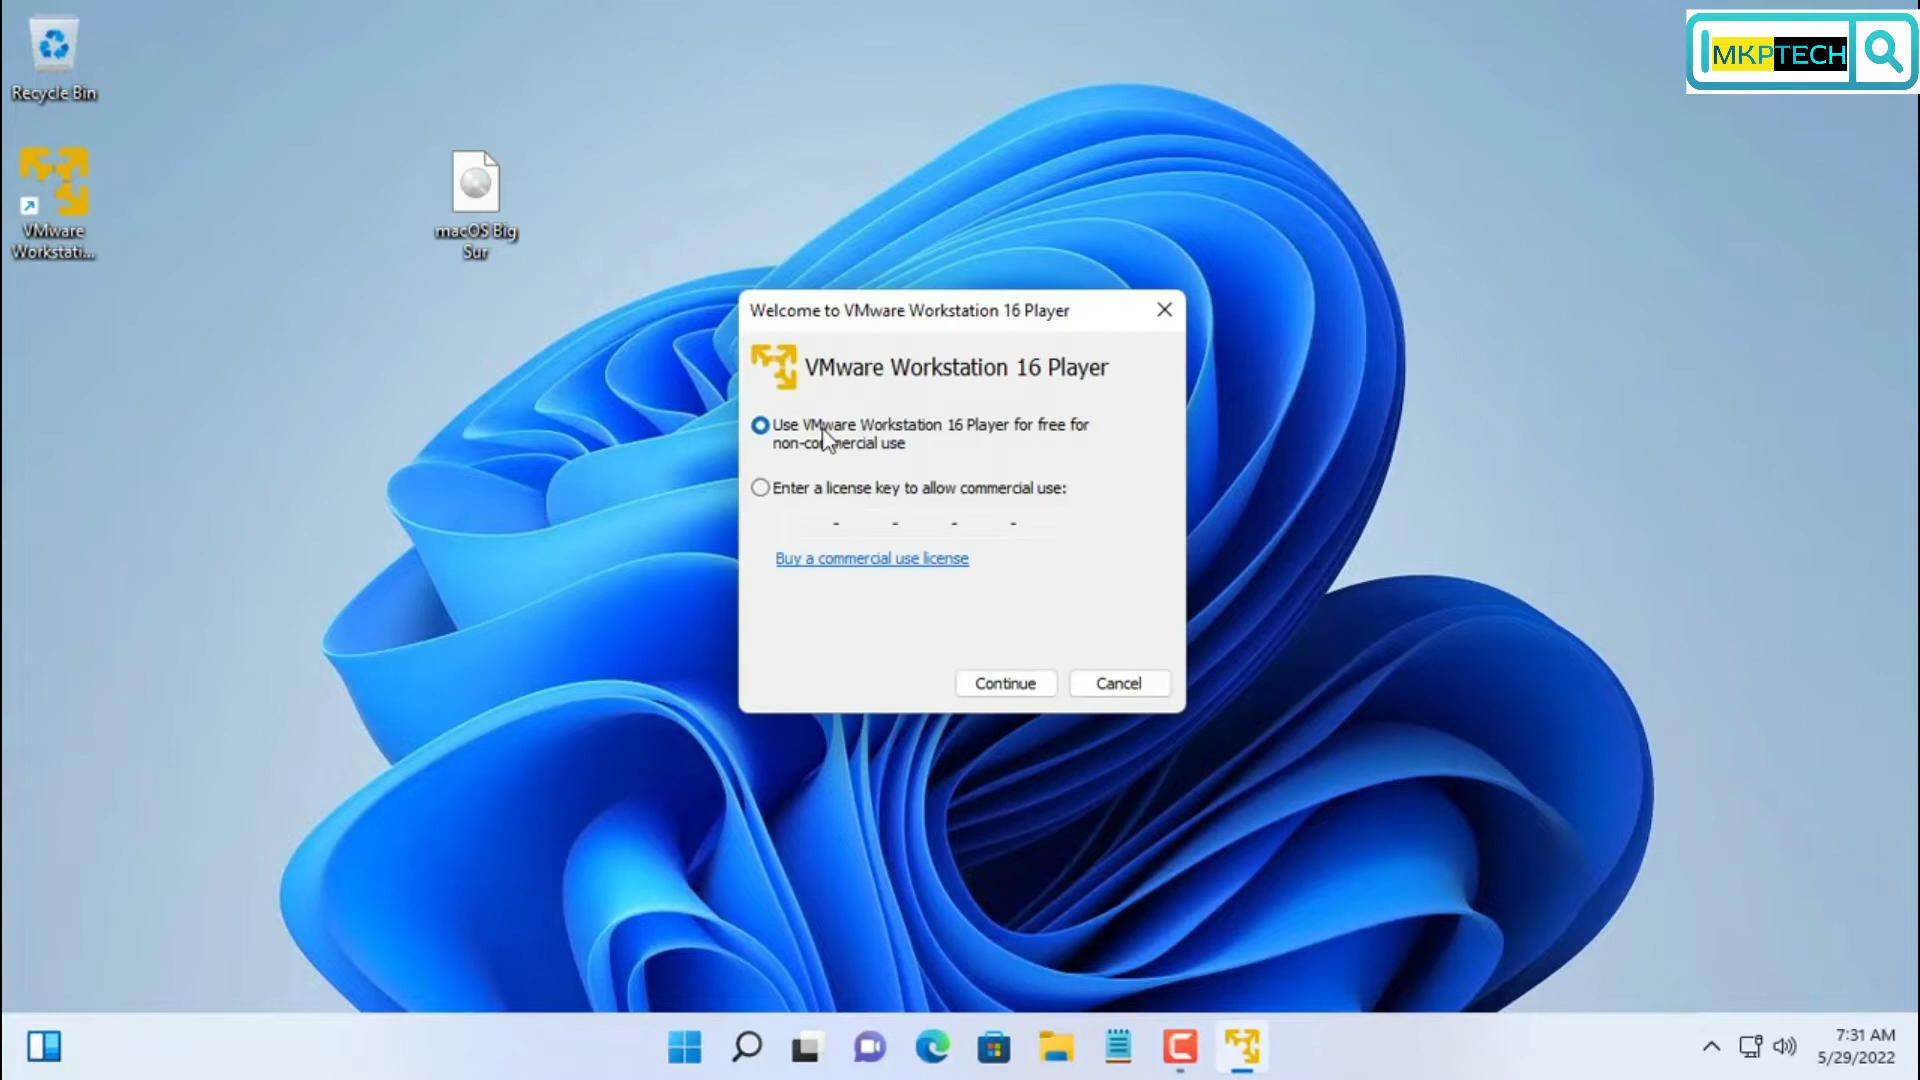 MKPTECH
Recycle Bin
VMware
Workstati...
macOS Big
Sur
Welcome to VMware Workstation 16 Player
VMware Workstation 16 Player
Use VMware Workstation 16 Player for free for
non-commercial use
Enter a license key to allow commercial use:
- - - -
Buy a commercial use license
Continue
Cancel
7:31 AM
5/29/2022